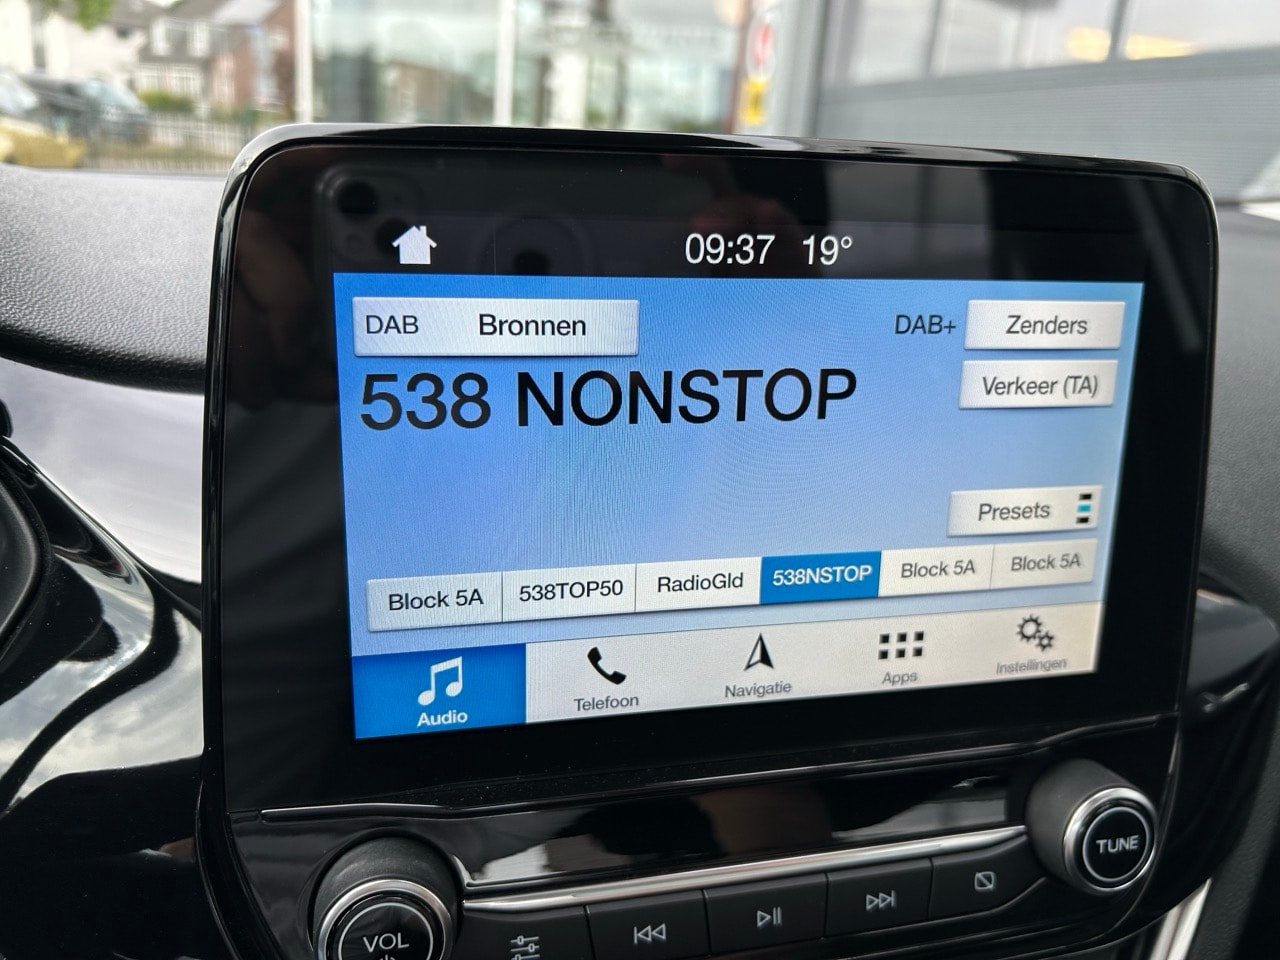 09:37 19°
DAB Bronnen
DAB+ Zenders
538 NONSTOP
Verkeer (TA)
Presets
Block 5A 538TOP50 RadioGld 538NSTOP Block 5A Block 5A
Audio Telefoon Navigatie Apps Instellingen
TUNE
VOL